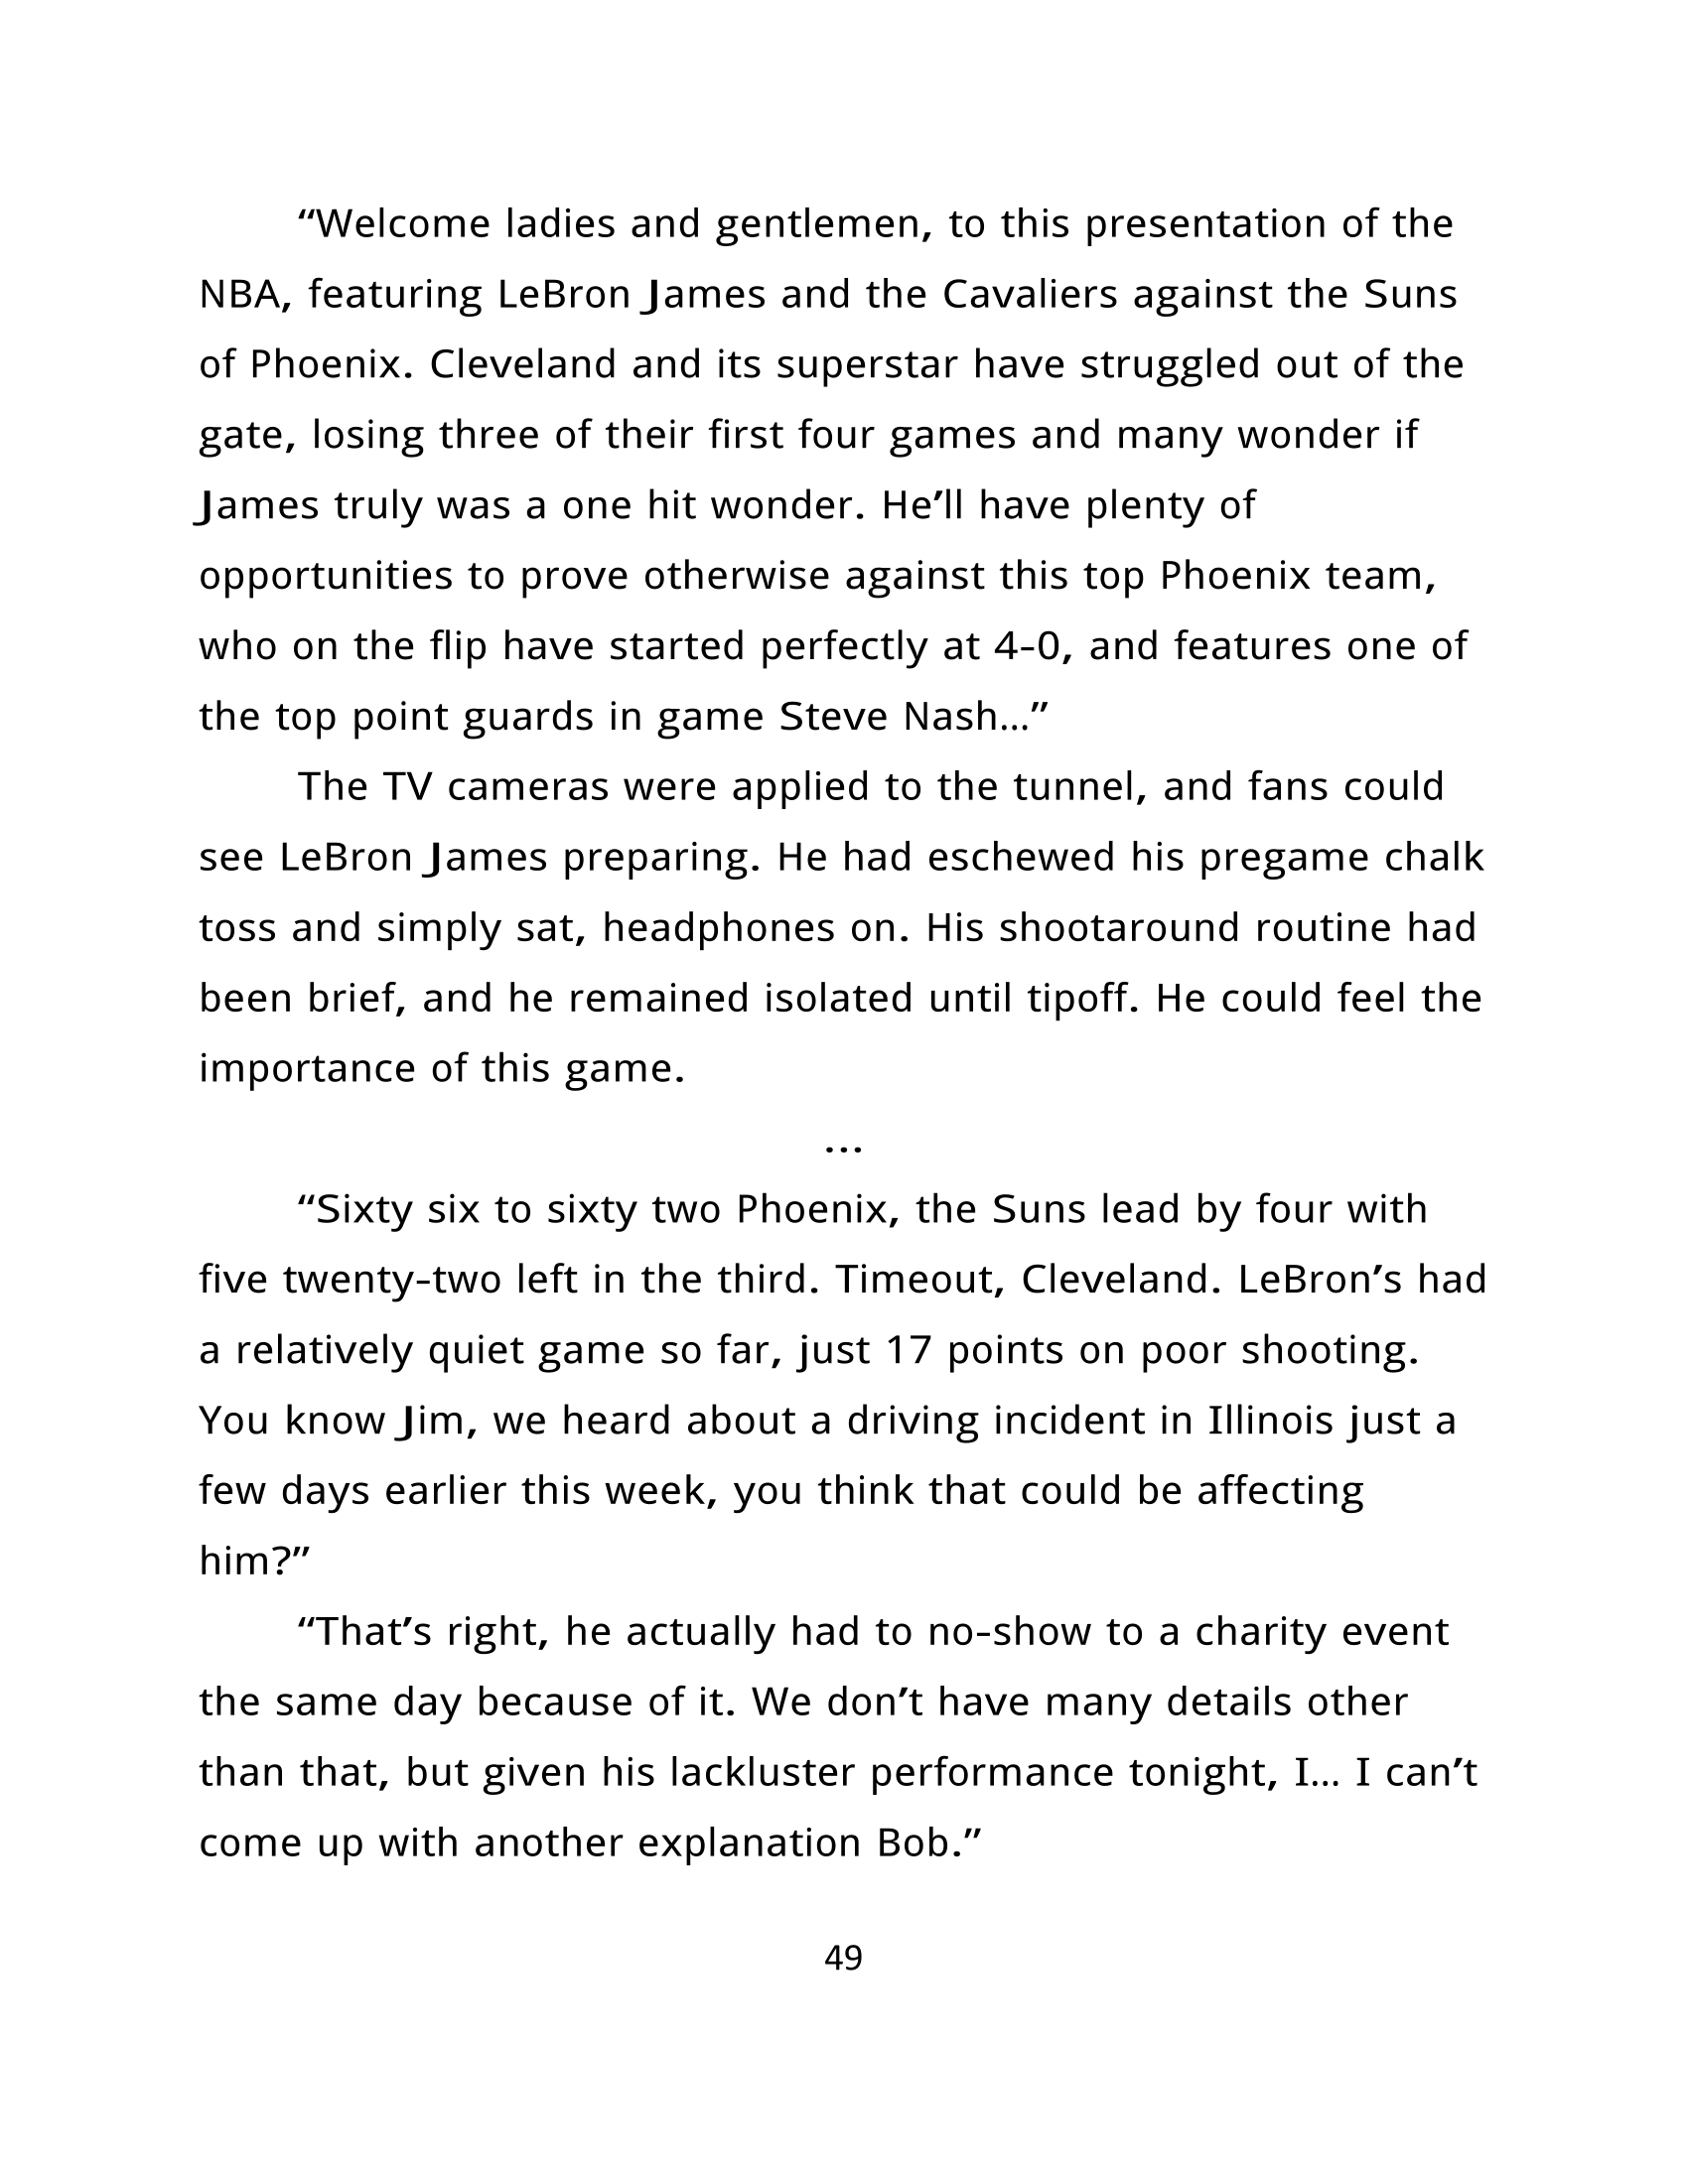 “Welcome ladies and gentlemen, to this presentation of the
NBA, featuring LeBron James and the Cavaliers against the Suns
of Phoenix. Cleveland and its superstar have struggled out of the
gate, losing three of their first four games and many wonder if
James truly was a one hit wonder. He’ll have plenty of
opportunities to prove otherwise against this top Phoenix team,
who on the flip have started perfectly at 4-0, and features one of
the top point guards in game Steve Nash…”
The TV cameras were applied to the tunnel, and fans could
see LeBron James preparing. He had eschewed his pregame chalk
toss and simply sat, headphones on. His shootaround routine had
been brief, and he remained isolated until tipoff. He could feel the
importance of this game.
...
“Sixty six to sixty two Phoenix, the Suns lead by four with
five twenty-two left in the third. Timeout, Cleveland. LeBron’s had
a relatively quiet game so far, just 17 points on poor shooting.
You know Jim, we heard about a driving incident in Illinois just a
few days earlier this week, you think that could be affecting
him?”
“That’s right, he actually had to no-show to a charity event
the same day because of it. We don’t have many details other
than that, but given his lackluster performance tonight, I… I can’t
come up with another explanation Bob.”
49